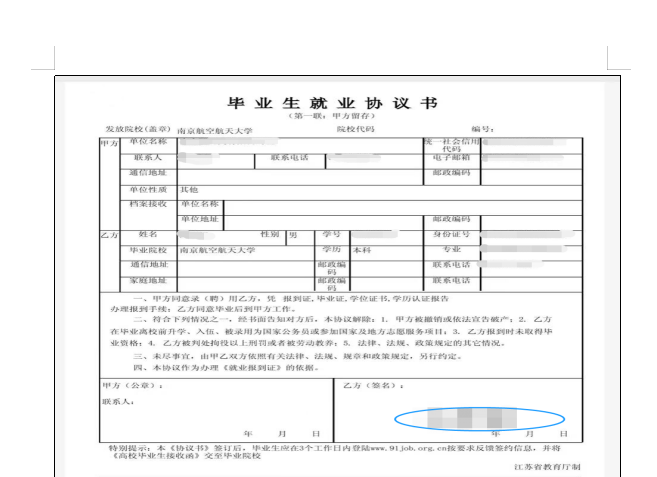 毕业生就业协议书
（第一联：甲方留存）
发放院校(盖章) 南京航空航天大学 院校代码 编号：
甲方 单位名称 统一社会信用代码
联系人 联系电话 电子邮箱
通信地址 邮政编码
单位性质 其他
档案接收 单位名称
单位地址 邮政编码
乙方 姓名 性别 男 学号 身份证号
毕业院校 南京航空航天大学 学历 本科 专业
通信地址 邮政编码 联系电话
家庭地址 邮政编码 联系电话
一、甲方同意录（聘）用乙方，凭 报到证,毕业证,学位证书,学历认证报告
办理报到手续；乙方同意毕业后到甲方工作。
二、符合下列情况之一，经书面告知对方后，本协议解除：1. 甲方被撤销或依法宣告破产；2. 乙方
在毕业离校前升学、入伍、被录用为国家公务员或参加国家及地方志愿服务项目；3. 乙方报到时未取得毕
业资格；4. 乙方被判处拘役以上刑罚或者被劳动教养；5. 法律、法规、政策规定的其它情况。
三、未尽事宜，由甲乙双方依照有关法律、法规、规章和政策规定，另行约定。
四、本协议作为办理《就业报到证》的依据。
甲方（公章）： 乙方（签名）：
联系人：
年 月 日 年 月 日
特别提示：本《协议书》签订后，毕业生应在3个工作日内登陆www.91job.org.cn按要求反馈签约信息，并将
《高校毕业生接收函》交至毕业院校
江苏省教育厅制